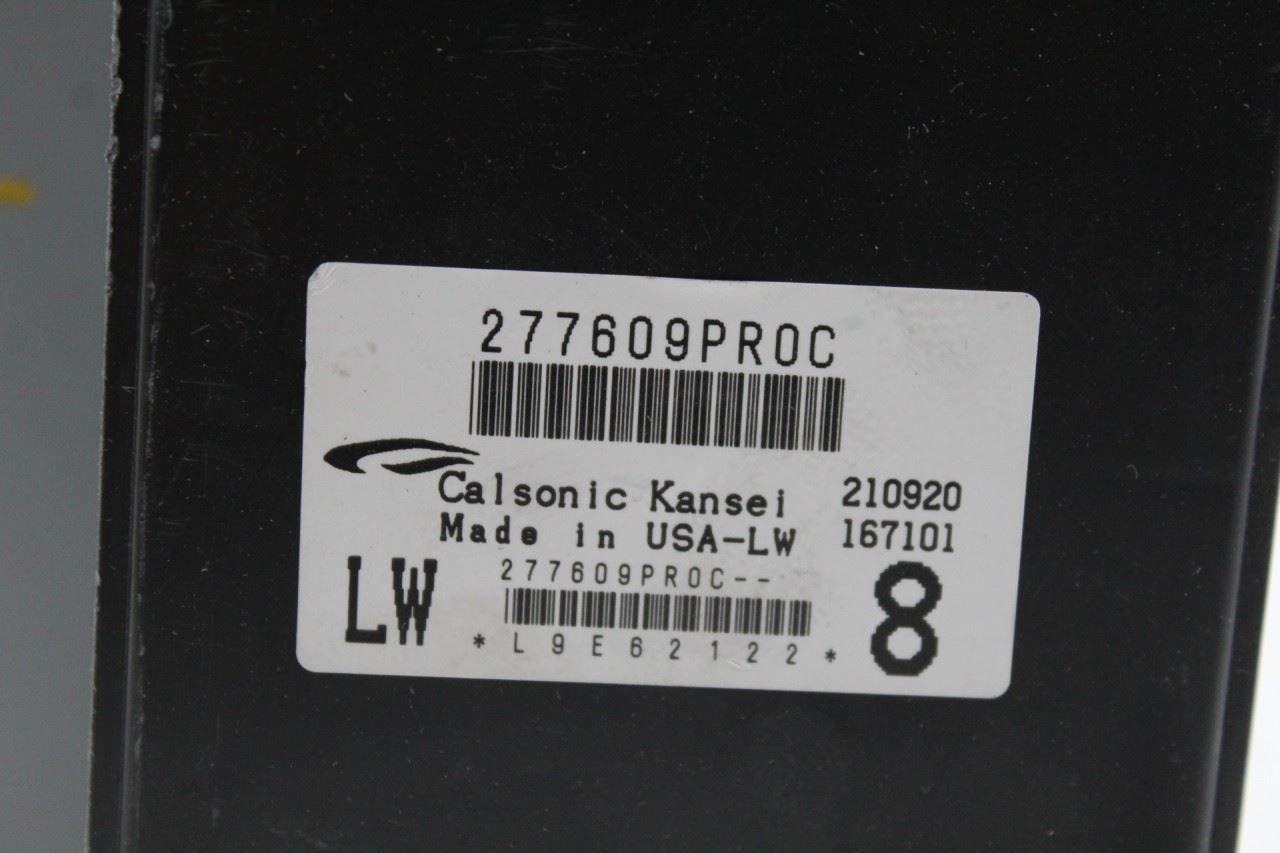 277609PR0C
Calsonic Kansei 210920
Made in USA-LW 167101
LW 277609PR0C-- 8
*L9E62122*